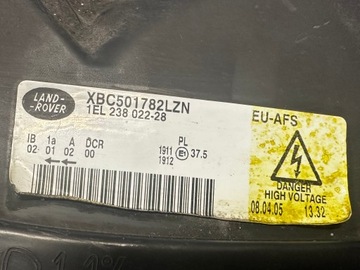 LAND-
ROVER
XBC501782LZN
1EL 238 022-28
EU-AFS
IB 1a A DCR
02 01 02 00
PL
1911 E1 37.5
1912
DANGER
HIGH VOLTAGE
08.04.05 13.32